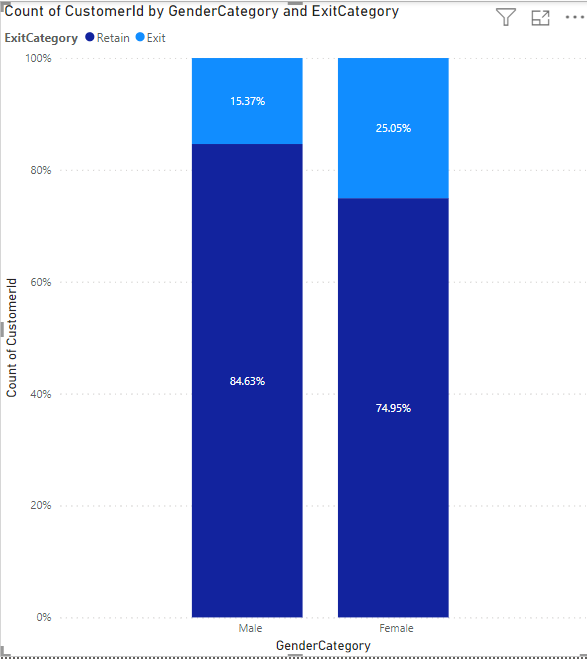 Count of CustomerId by GenderCategory and ExitCategory
ExitCategory Retain Exit
100%
80%
60%
40%
20%
0%
Count of CustomerId
15.37%
84.63%
25.05%
74.95%
Male Female
GenderCategory